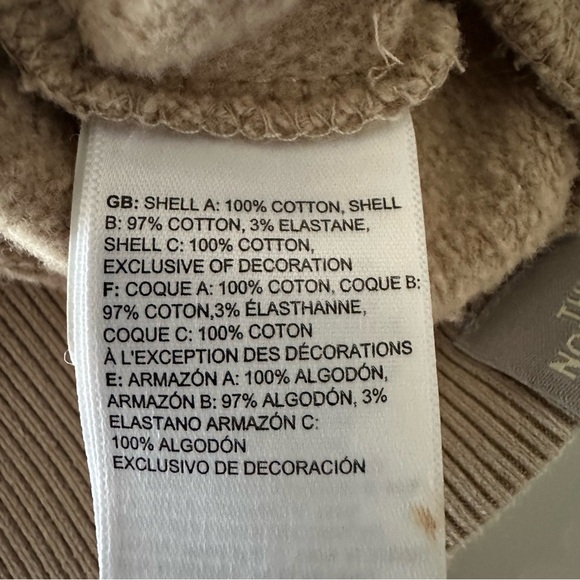 GB: SHELL A: 100% COTTON, SHELL
B: 97% COTTON, 3% ELASTANE,
SHELL C: 100% COTTON,
EXCLUSIVE OF DECORATION
F: COQUE A: 100% COTON, COQUE B:
97% COTON,3% ÉLASTHANNE,
COQUE C: 100% COTON
À L'EXCEPTION DES DÉCORATIONS
E: ARMAZÓN A: 100% ALGODÓN,
ARMAZÓN B: 97% ALGODÓN, 3%
ELASTANO ARMAZÓN C:
100% ALGODÓN
EXCLUSIVO DE DECORACIÓN